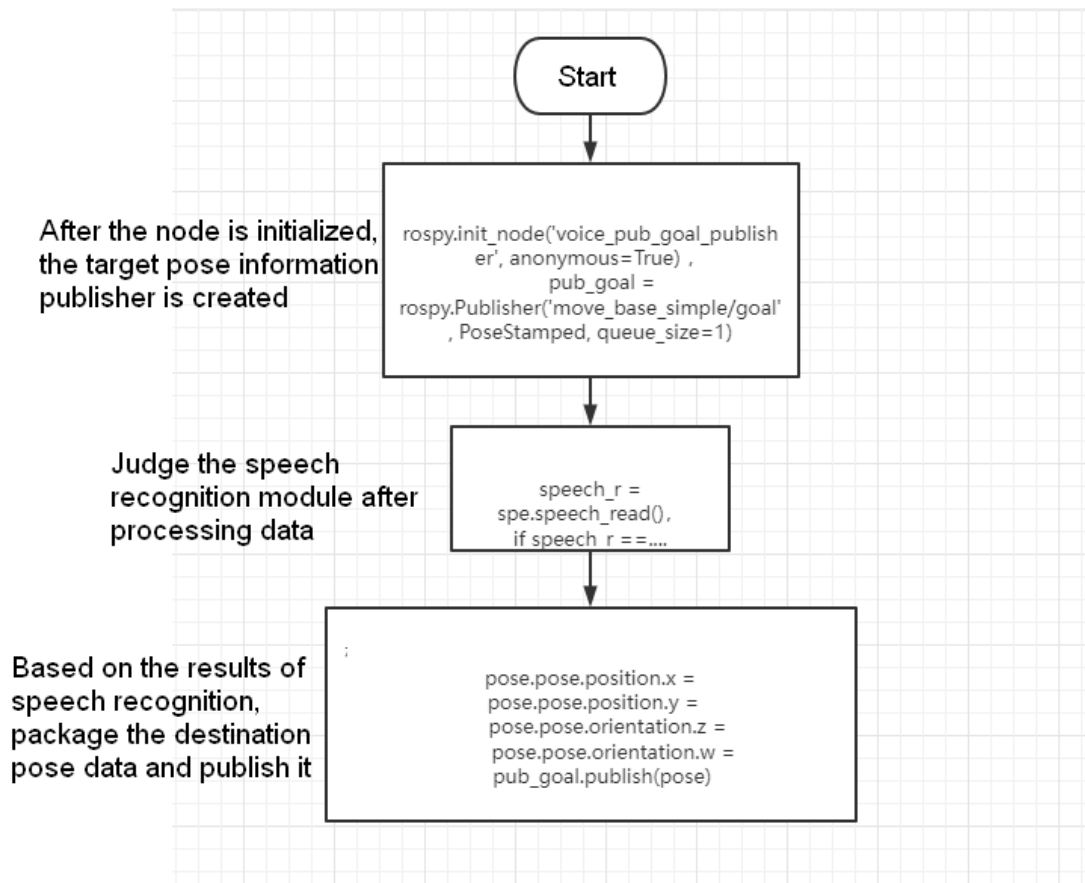 Start
After the node is initialized,
the target pose information
publisher is created
rospy.init_node('voice_pub_goal_publish
er', anonymous=True) ,
pub_goal =
rospy.Publisher('move_base_simple/goal'
, PoseStamped, queue_size=1)
Judge the speech
recognition module after
processing data
speech_r =
spe.speech_read(),
if speech_r ==....
Based on the results of
speech recognition,
package the destination
pose data and publish it
;
pose.pose.position.x =
pose.pose.position.y =
pose.pose.orientation.z =
pose.pose.orientation.w =
pub_goal.publish(pose)